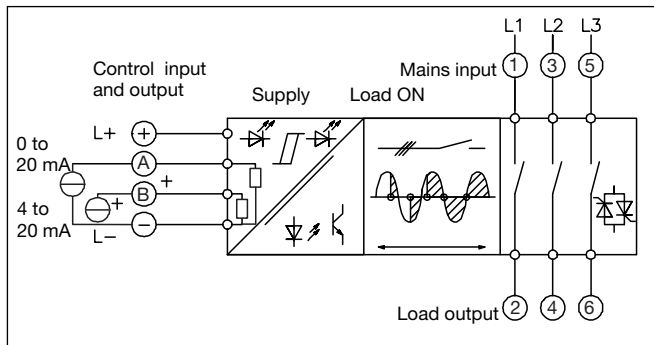 L1 L2 L3
Control input
and output
Mains input
1 3 5
Supply Load ON
L+ +
0 to
20 mA
A
B +
+
4 to
20 mA
L− −
Load output
2 4 6